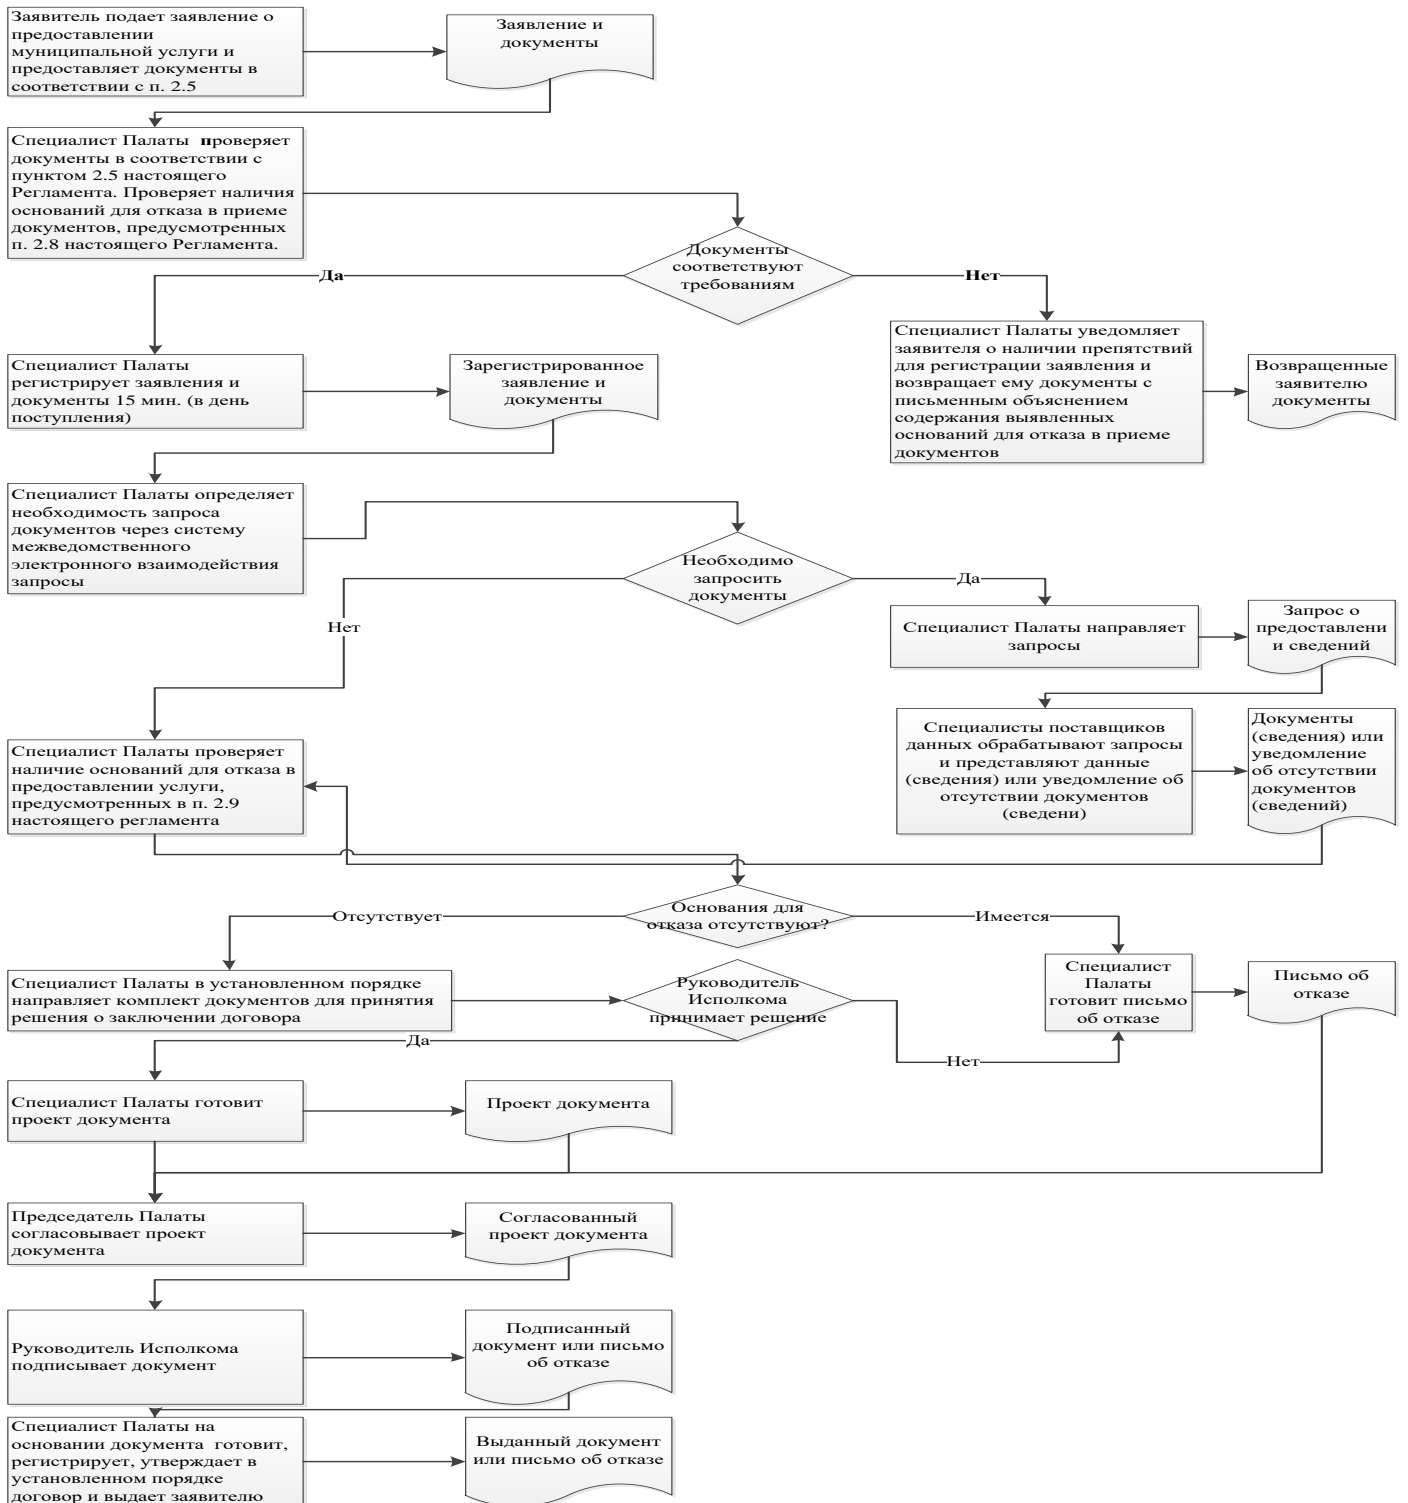 Заявитель подает заявление о
предоставлении
муниципальной услуги и
предоставляет документы в
соответствии с п. 2.5
Заявление и
документы
Специалист Палаты проверяет
документы в соответствии с
пунктом 2.5 настоящего
Регламента. Проверяет наличия
оснований для отказа в приеме
документов, предусмотренных
п. 2.8 настоящего Регламента.
Документы
соответствуют
требованиям
Да
Нет
Специалист Палаты
регистрирует заявления и
документы 15 мин. (в день
поступления)
Зарегистрированное
заявление и
документы
Специалист Палаты уведомляет
заявителя о наличии препятствий
для регистрации заявления и
возвращает ему документы с
письменным объяснением
содержания выявленных
оснований для отказа в приеме
документов
Возвращенные
заявителю
документы
Специалист Палаты определяет
необходимость запроса
документов через систему
межведомственного
электронного взаимодействия
запросы
Необходимо
запросить
документы
Да
Нет
Специалист Палаты направляет
запросы
Запрос о
предоставлени
и сведений
Специалисты поставщиков
данных обрабатывают запросы
и представляют данные
(сведения) или уведомление об
отсутствии документов
(сведени)
Документы
(сведения) или
уведомление
об отсутствии
документов
(сведений)
Специалист Палаты проверяет
наличие оснований для отказа в
предоставлении услуги,
предусмотренных в п. 2.9
настоящего регламента
Основания для
отказа отсутствуют?
Отсутствует
Имеется
Специалист Палаты в установленном порядке
направляет комплект документов для принятия
решения о заключении договора
Руководитель
Исполкома
принимает решение
Специалист
Палаты
готовит письмо
об отказе
Письмо об
отказе
Да
Нет
Специалист Палаты готовит
проект документа
Проект документа
Председатель Палаты
согласовывает проект
документа
Согласованный
проект документа
Руководитель Исполкома
подписывает документ
Подписанный
документ или письмо
об отказе
Специалист Палаты на
основании документа готовит,
регистрирует, утверждает в
установленном порядке
договор и выдает заявителю
Выданный документ
или письмо об отказе